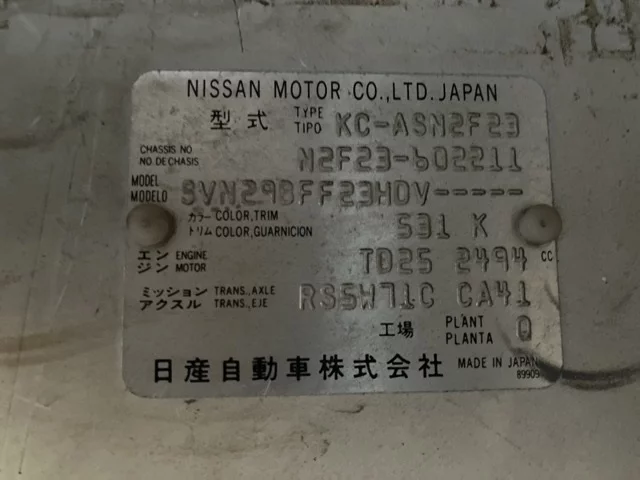 NISSAN MOTOR CO.,LTD. JAPAN
型式 TYPE TIPO KC-ASN2F23
CHASSIS NO. NO DE CHASIS N2F23-602211
MODEL MODELO SVN29BFF23HDV-----
カラー COLOR,TRIM トリム COLOR,GUARNICION 531 K
エンジン ENGINE MOTOR TD25 2494 CC
ミッション TRANS.,AXLE アクスル TRANS.,EJE RS5W71C CA41
工場 PLANT PLANTA Q
日産自動車株式会社 MADE IN JAPAN
89909